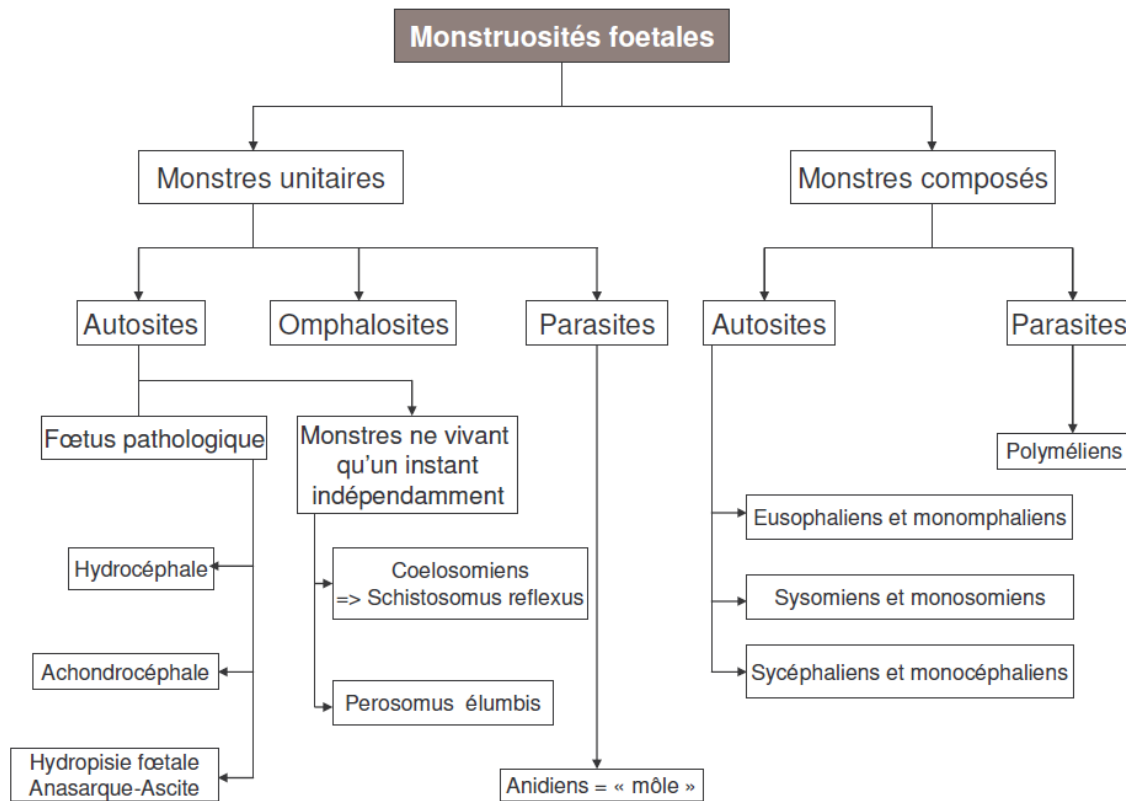 Monstruosités foetales
Monstres unitaires
Monstres composés
Autosites
Omphalosites
Parasites
Autosites
Parasites
Fœtus pathologique
Monstres ne vivant
qu'un instant
indépendamment
Polyméliens
Eusophaliens et monomphaliens
Hydrocéphale
Coelosomiens
=> Schistosomus reflexus
Sysomiens et monosomiens
Achondrocéphale
Sycéphaliens et monocéphaliens
Perosomus élumbis
Hydropisie fœtale
Anasarque-Ascite
Anidiens = « môle »